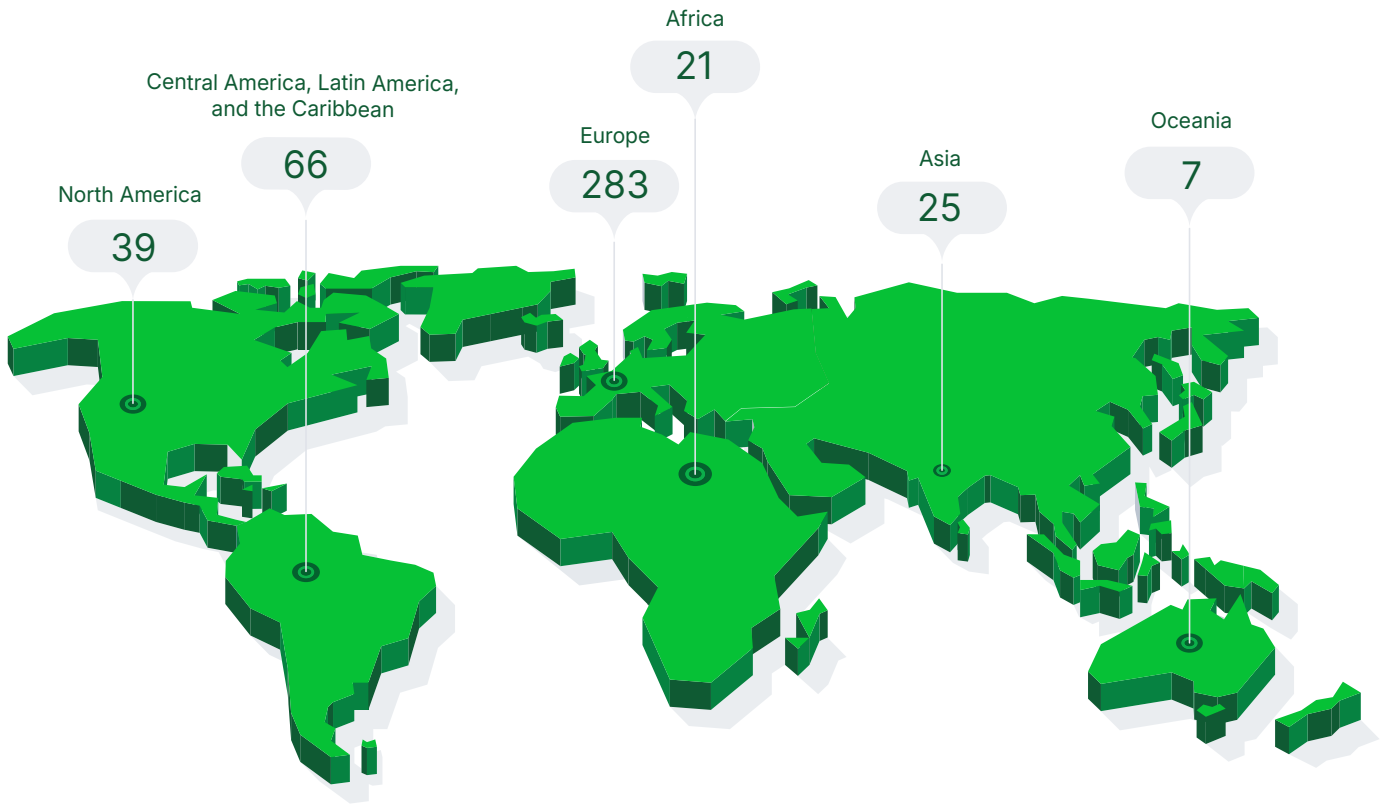 Africa
21
Central America, Latin America,
and the Caribbean
66
Europe
283
Oceania
7
Asia
25
North America
39